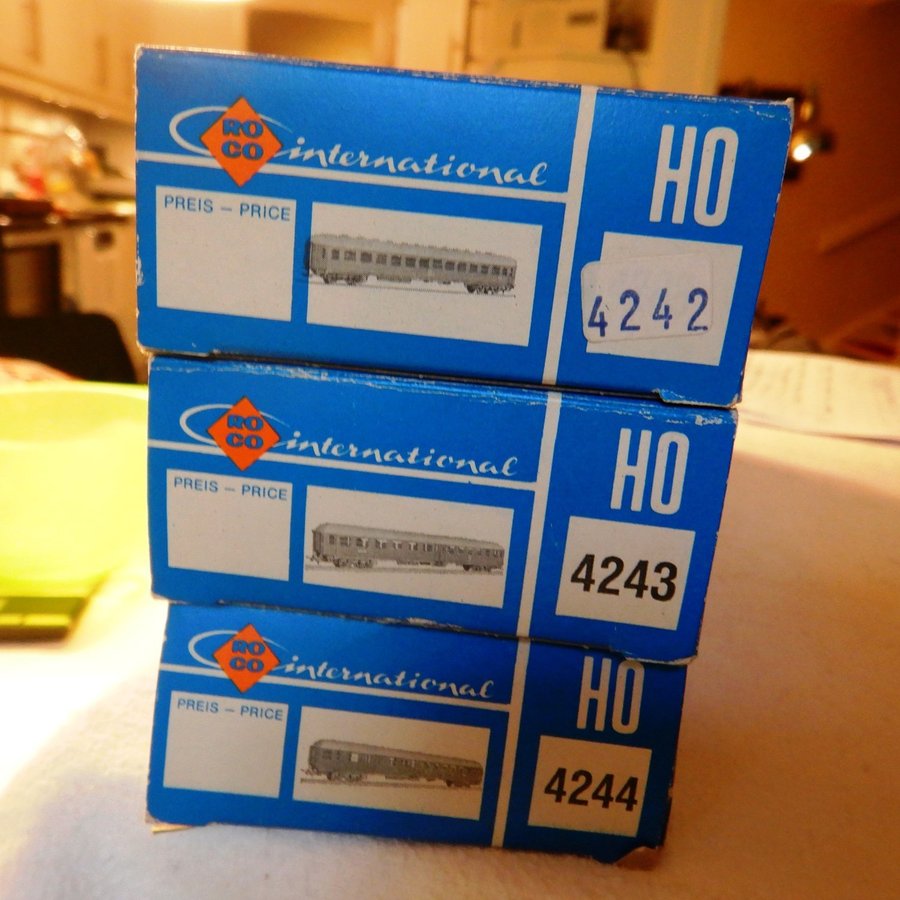 RO
CO
international
HO
PREIS – PRICE
4242
RO
CO
international
HO
PREIS – PRICE
4243
RO
CO
international
HO
PREIS – PRICE
4244